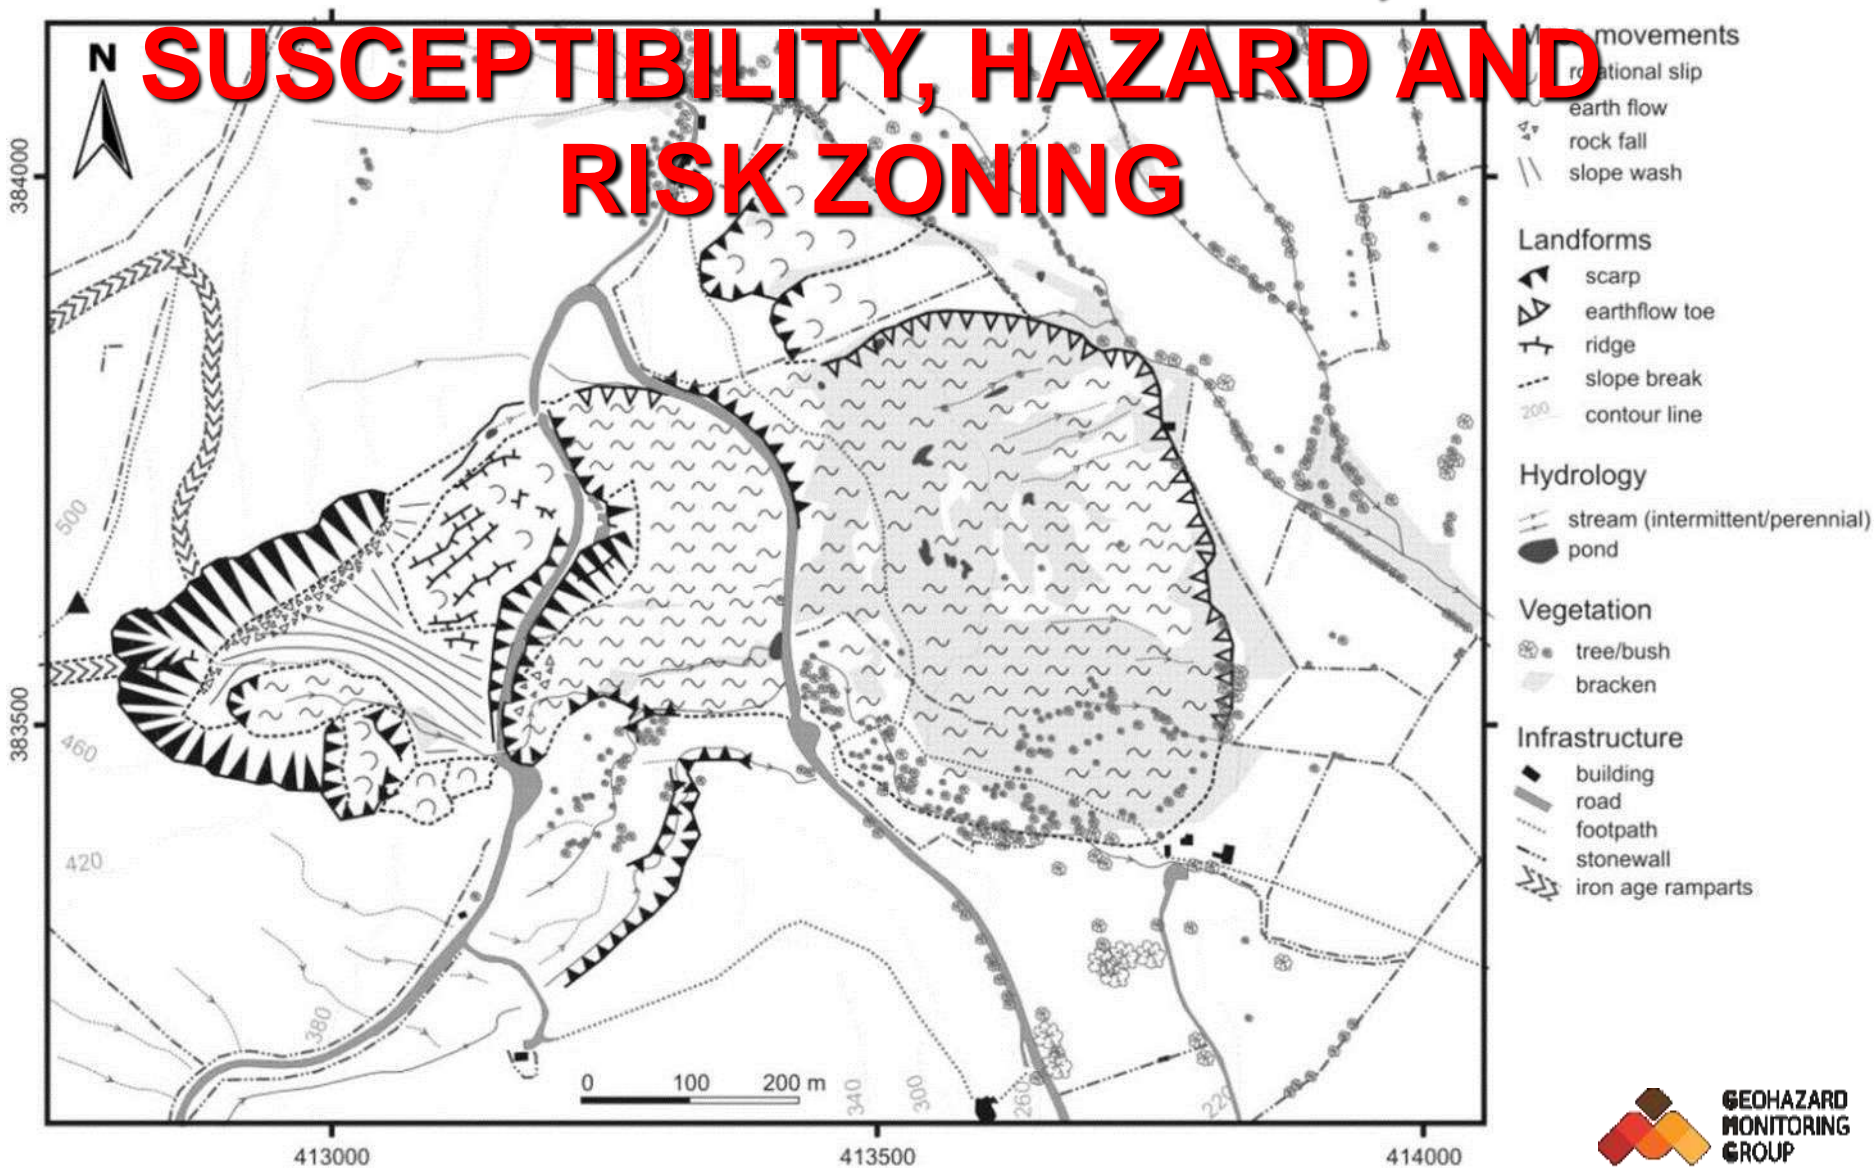 SUSCEPTIBILITY, HAZARD AND
RISK ZONING
N
movements
rotational slip
earth flow
rock fall
slope wash
Landforms
scarp
earthflow toe
ridge
slope break
200 contour line
Hydrology
stream (intermittent/perennial)
pond
Vegetation
tree/bush
bracken
Infrastructure
building
road
footpath
stonewall
iron age ramparts
384000
383500
500
460
420
380
340
300
260
220
0 100 200 m
413000 413500 414000
GEOHAZARD
MONITORING
GROUP